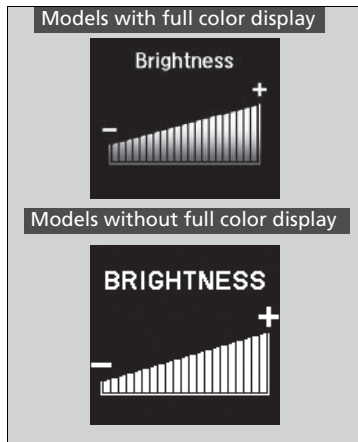 Models with full color display
Brightness
+
−
Models without full color display
BRIGHTNESS
+
−